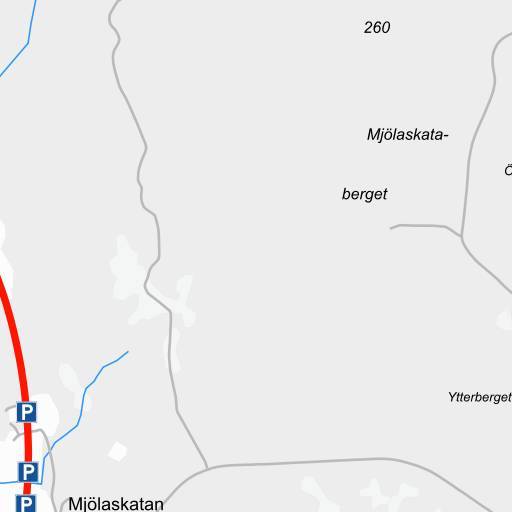 260
Mjölaskata-
Ö
berget
Ytterberget
P
P
P
Mjölaskatan